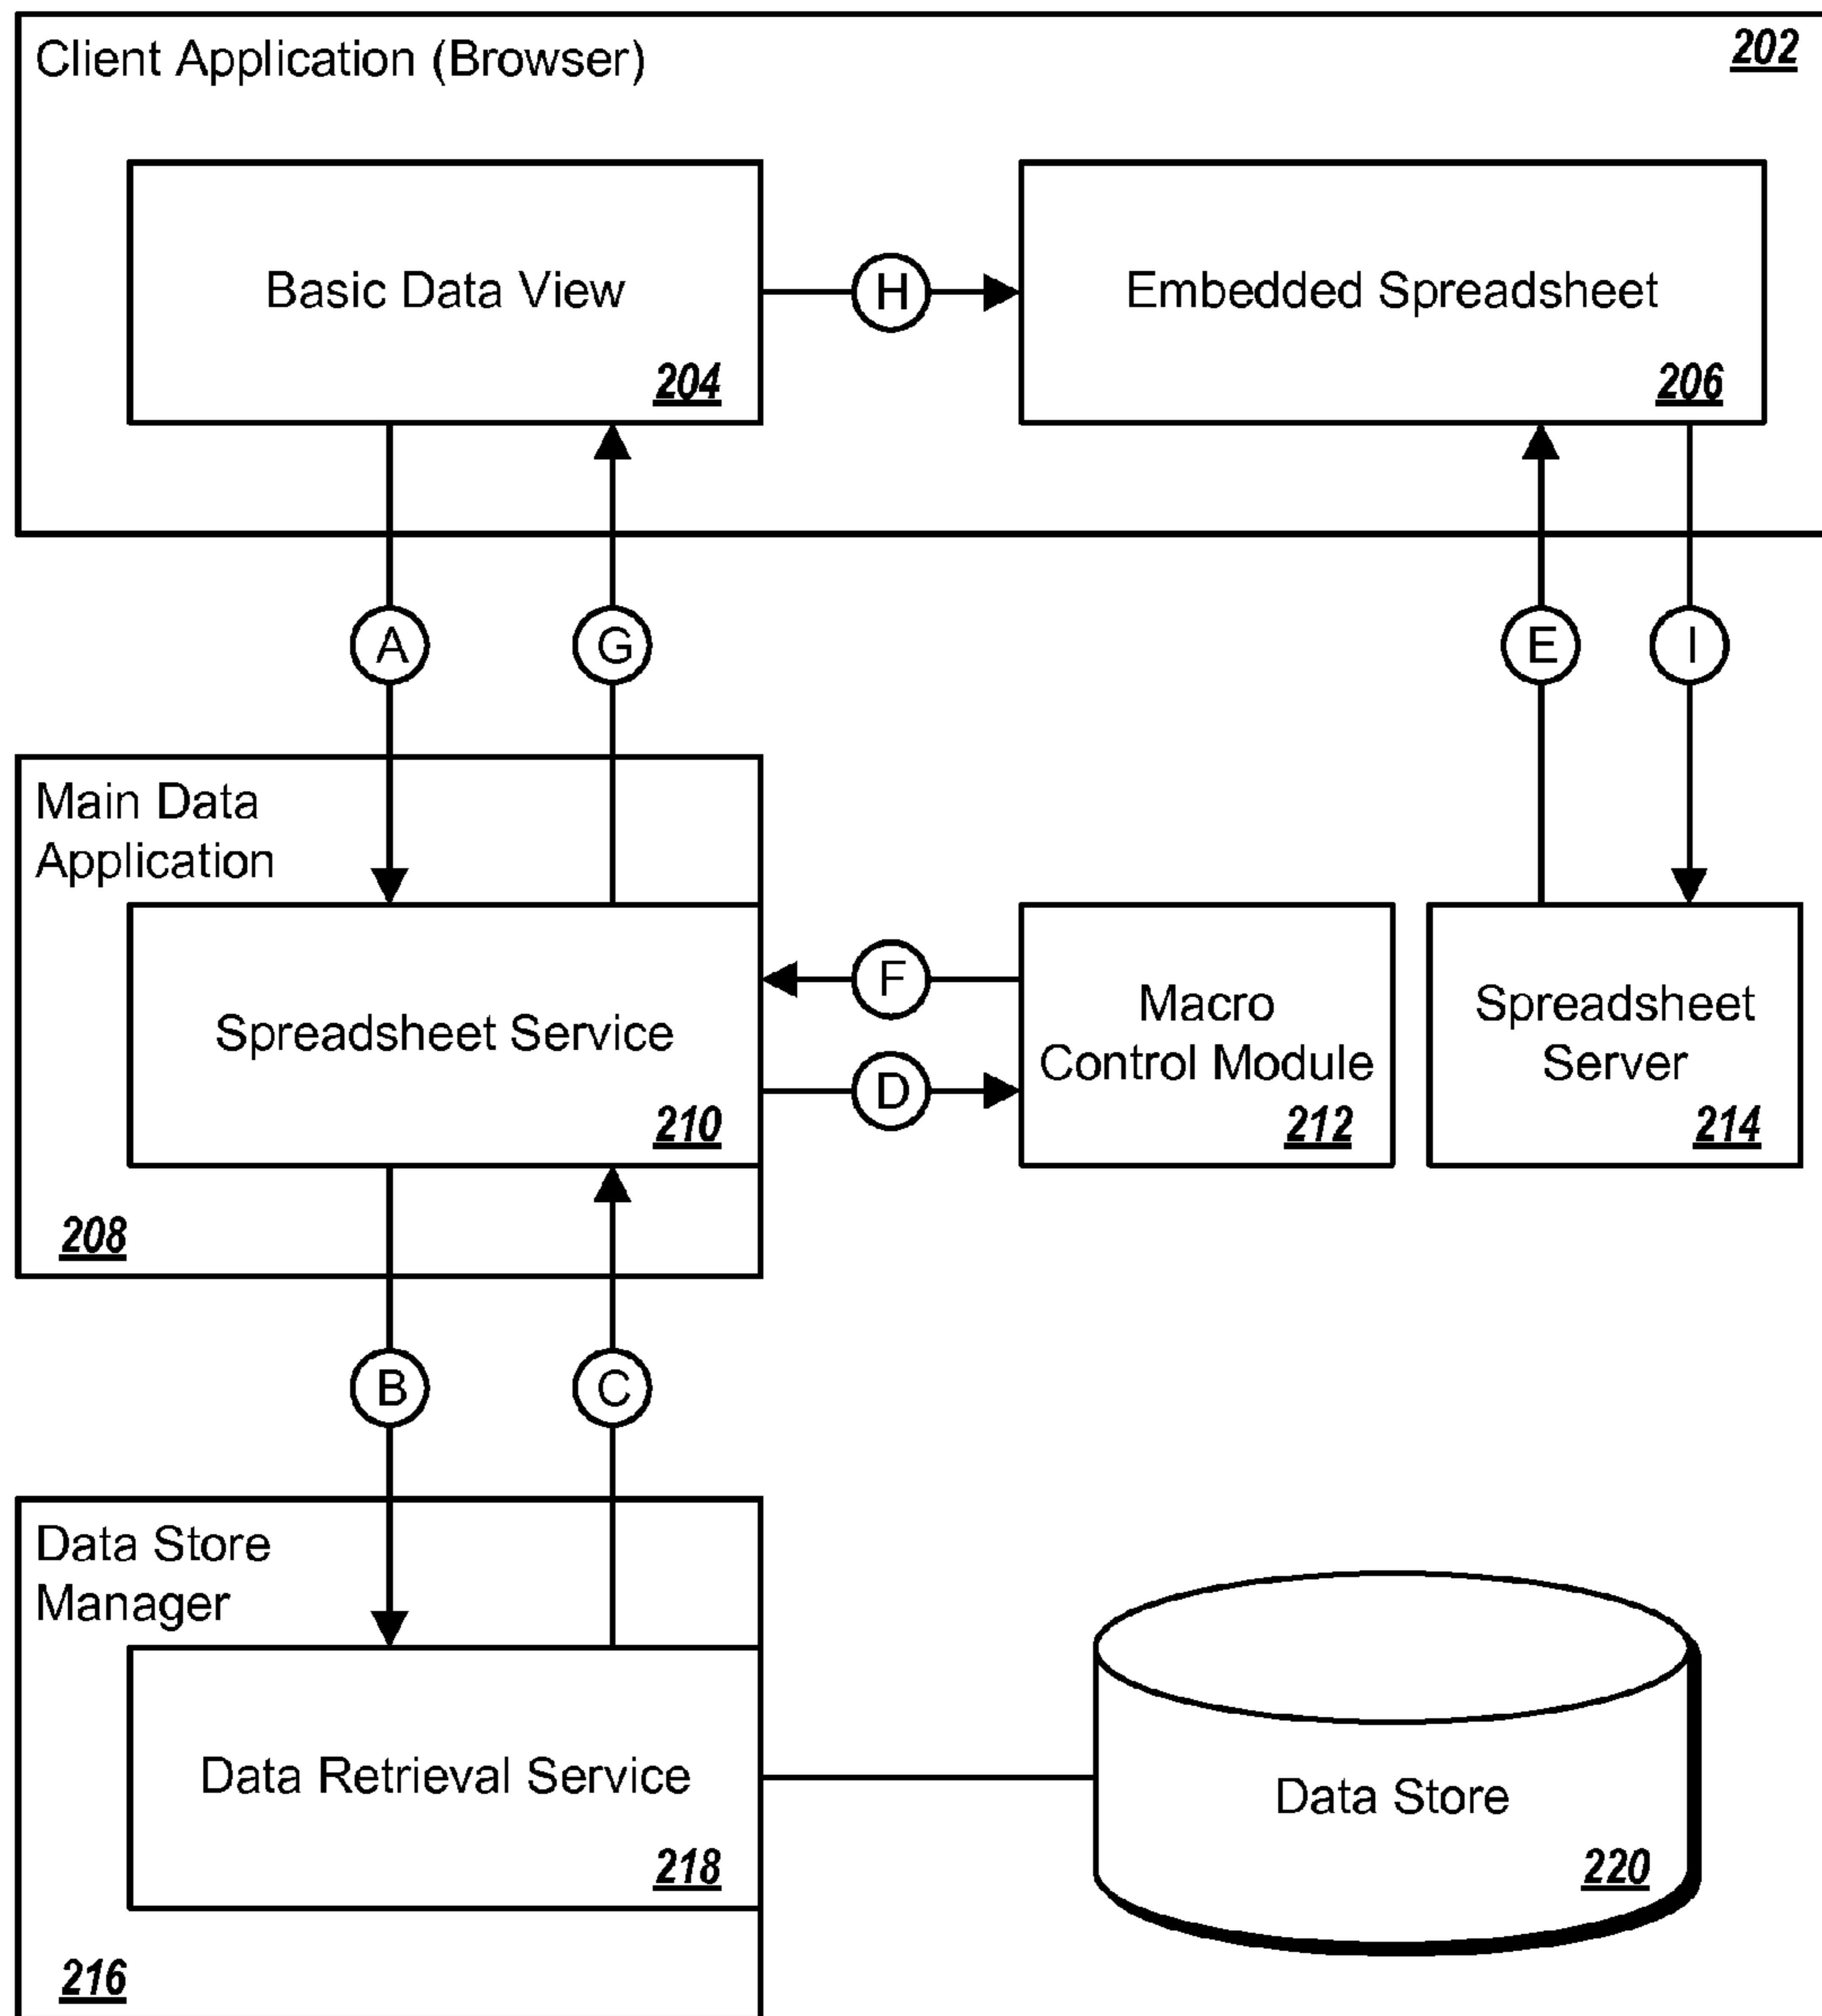 Client Application (Browser)
202
Basic Data View
204
H
Embedded Spreadsheet
206
A
G
E
I
Main Data
Application
Spreadsheet Service
210
208
F
D
Macro
Control Module
212
Spreadsheet
Server
214
B
C
Data Store
Manager
Data Retrieval Service
218
216
Data Store
220